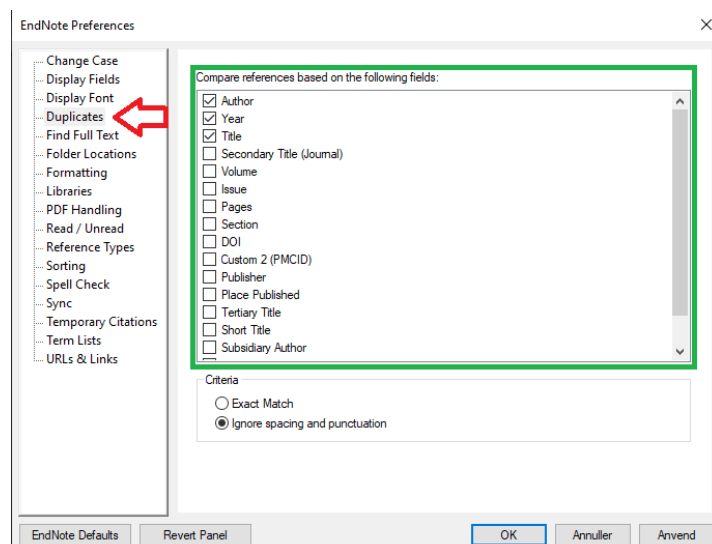 EndNote Preferences
Change Case
Display Fields
Display Font
Duplicates
Find Full Text
Folder Locations
Formatting
Libraries
PDF Handling
Read / Unread
Reference Types
Sorting
Spell Check
Sync
Temporary Citations
Term Lists
URLs & Links
Compare references based on the following fields:
Author
Year
Title
Secondary Title (Journal)
Volume
Issue
Pages
Section
DOI
Custom 2 (PMCID)
Publisher
Place Published
Tertiary Title
Short Title
Subsidiary Author
Criteria
Exact Match
Ignore spacing and punctuation
EndNote Defaults
Revert Panel
OK
Annuller
Anvend